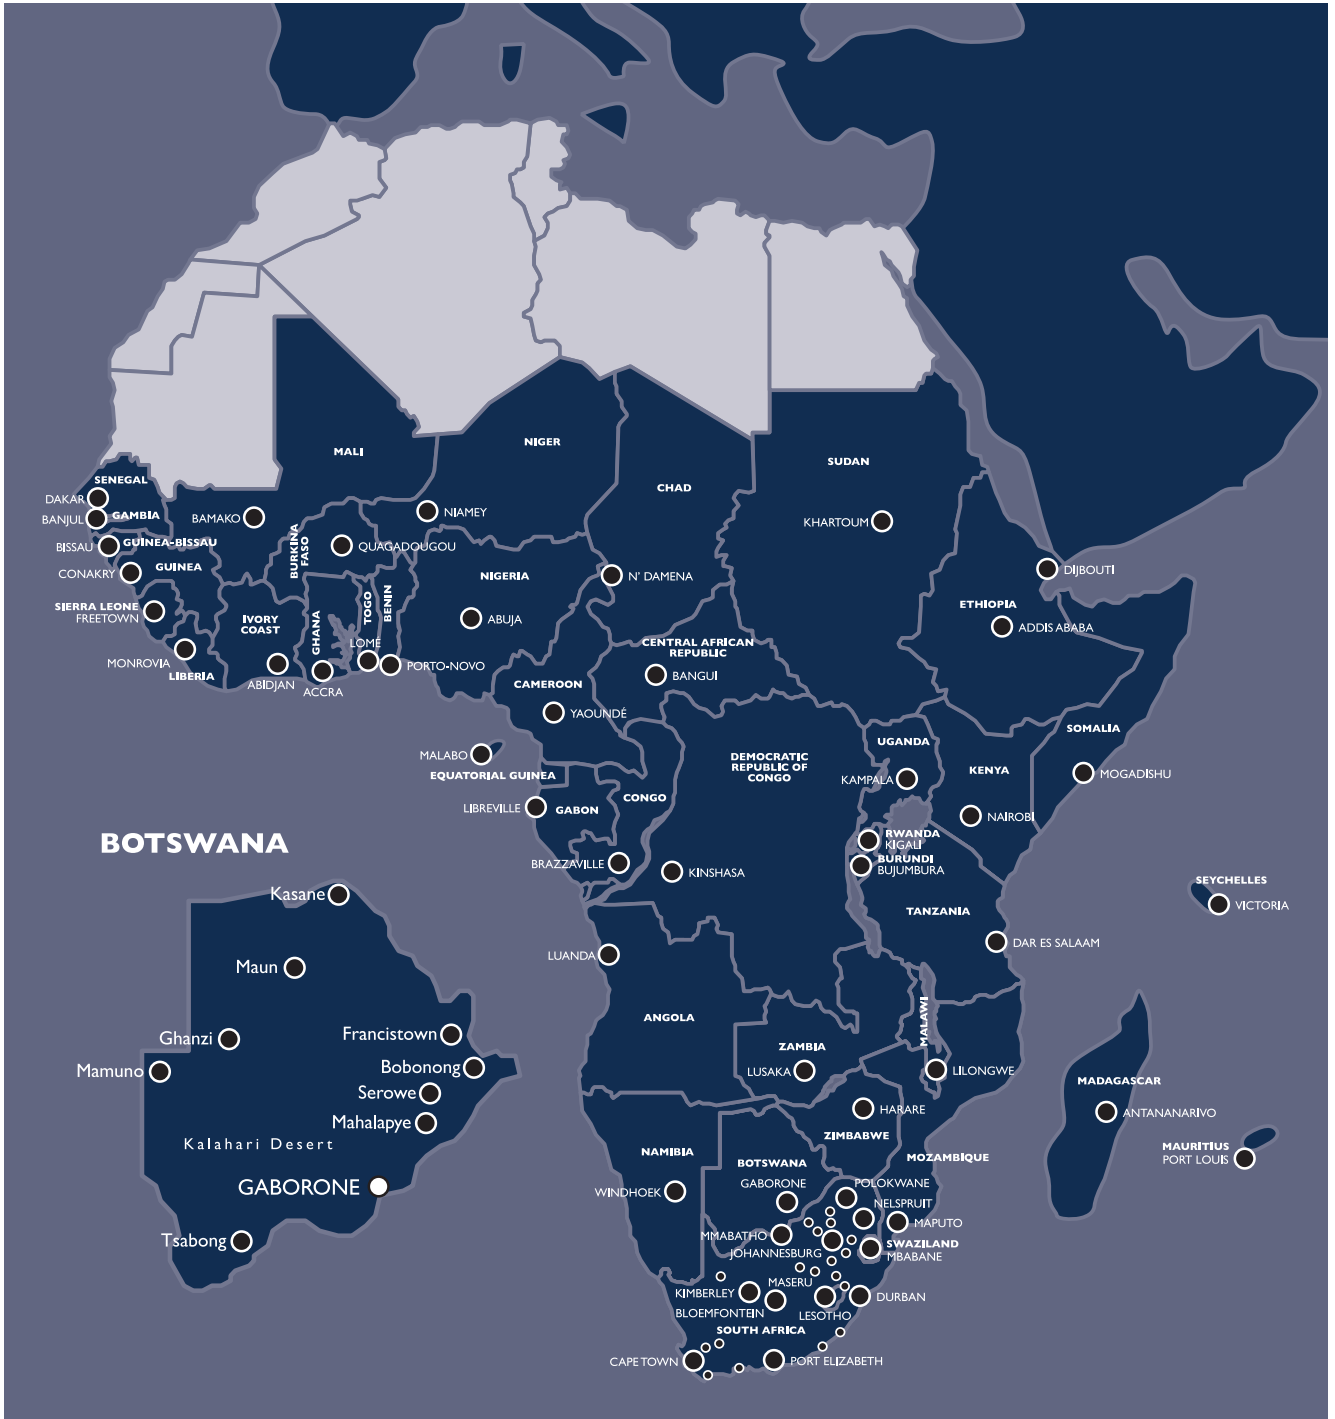 MALI
NIGER
SUDAN
CHAD
SENEGAL
DAKAR
BANJUL
GAMBIA
BAMAKO
NIAMEY
KHARTOUM
BISSAU
GUINEA-BISSAU
BURKINA
FASO
QUAGADOUGOU
CONAKRY
GUINEA
NIGERIA
N' DAMENA
DIJBOUTI
SIERRA LEONE
FREETOWN
IVORY
COAST
GHANA
TOGO
BENIN
ABUJA
ETHIOPIA
ADDIS ABABA
LOMÉ
CENTRAL AFRICAN
REPUBLIC
MONROVIA
LIBERIA
ABIDJAN
ACCRA
PORTO-NOVO
BANGUI
CAMEROON
YAOUNDÉ
SOMALIA
UGANDA
MALABO
EQUATORIAL GUINEA
DEMOCRATIC
REPUBLIC OF
CONGO
KAMPALA
KENYA
MOGADISHU
LIBREVILLE
GABON
CONGO
NAIROBI
RWANDA
KIGALI
BRAZZAVILLE
KINSHASA
BURUNDI
BUJUMBURA
SEYCHELLES
VICTORIA
TANZANIA
DAR ES SALAAM
LUANDA
ANGOLA
MALAWI
ZAMBIA
LUSAKA
LILONGWE
MADAGASCAR
ANTANANARIVO
HARARE
ZIMBABWE
MAURITIUS
PORT LOUIS
NAMIBIA
MOZAMBIQUE
BOTSWANA
GABORONE
POLOKWANE
WINDHOEK
NELSPRUIT
MAPUTO
MMABATHO
JOHANNESBURG
SWAZILAND
MBABANE
KIMBERLEY
MASERU
BLOEMFONTEIN
LESOTHO
DURBAN
SOUTH AFRICA
CAPE TOWN
PORT ELIZABETH
BOTSWANA
Kasane
Maun
Ghanzi
Francistown
Mamuno
Bobonong
Serowe
Mahalapye
Kalahari Desert
GABORONE
Tsabong